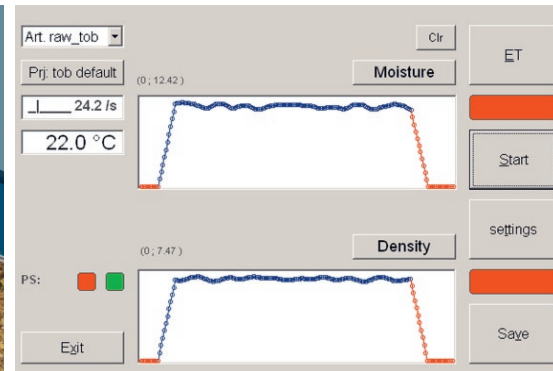 Art. raw_tob
Clr
ET
Prj: tob default
(0 ; 12.42 )
Moisture
24.2 /s
22.0 °C
Start
settings
(0 ; 7.47 )
Density
PS:
Exit
Save